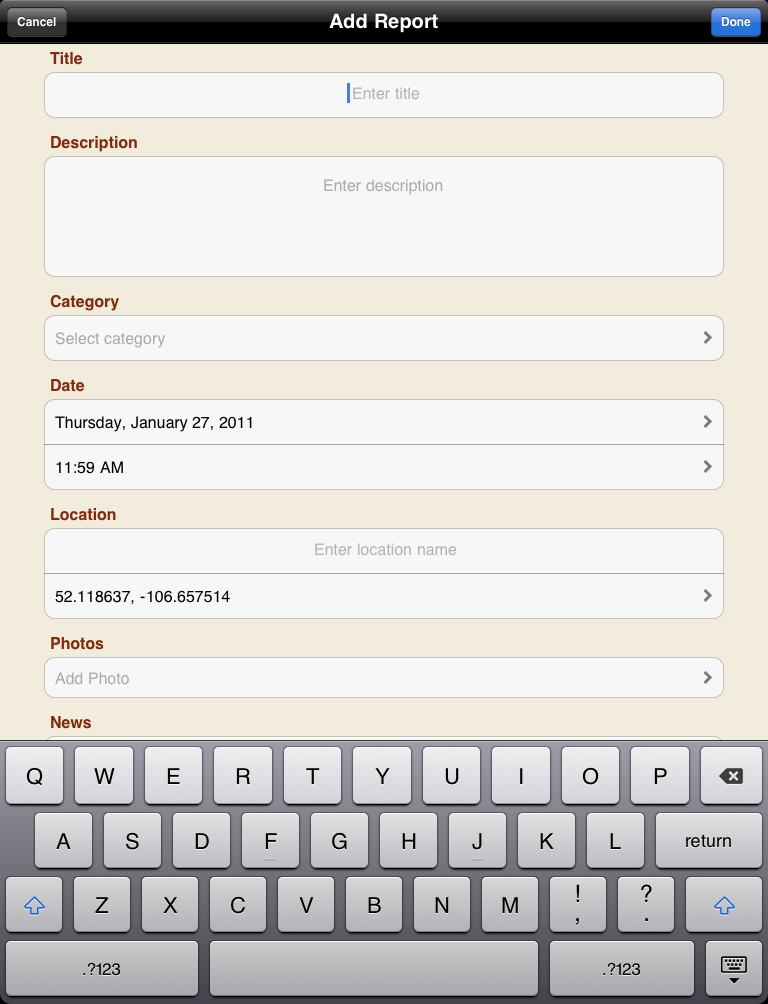 Cancel Add Report Done
Title
Enter title
Description
Enter description
Category
Select category
Date
Thursday, January 27, 2011
11:59 AM
Location
Enter location name
52.118637, -106.657514
Photos
Add Photo
News
Q W E R T Y U I O P
A S D F G H J K L return
Z X C V B N M ! , ? .
.?123 .?123